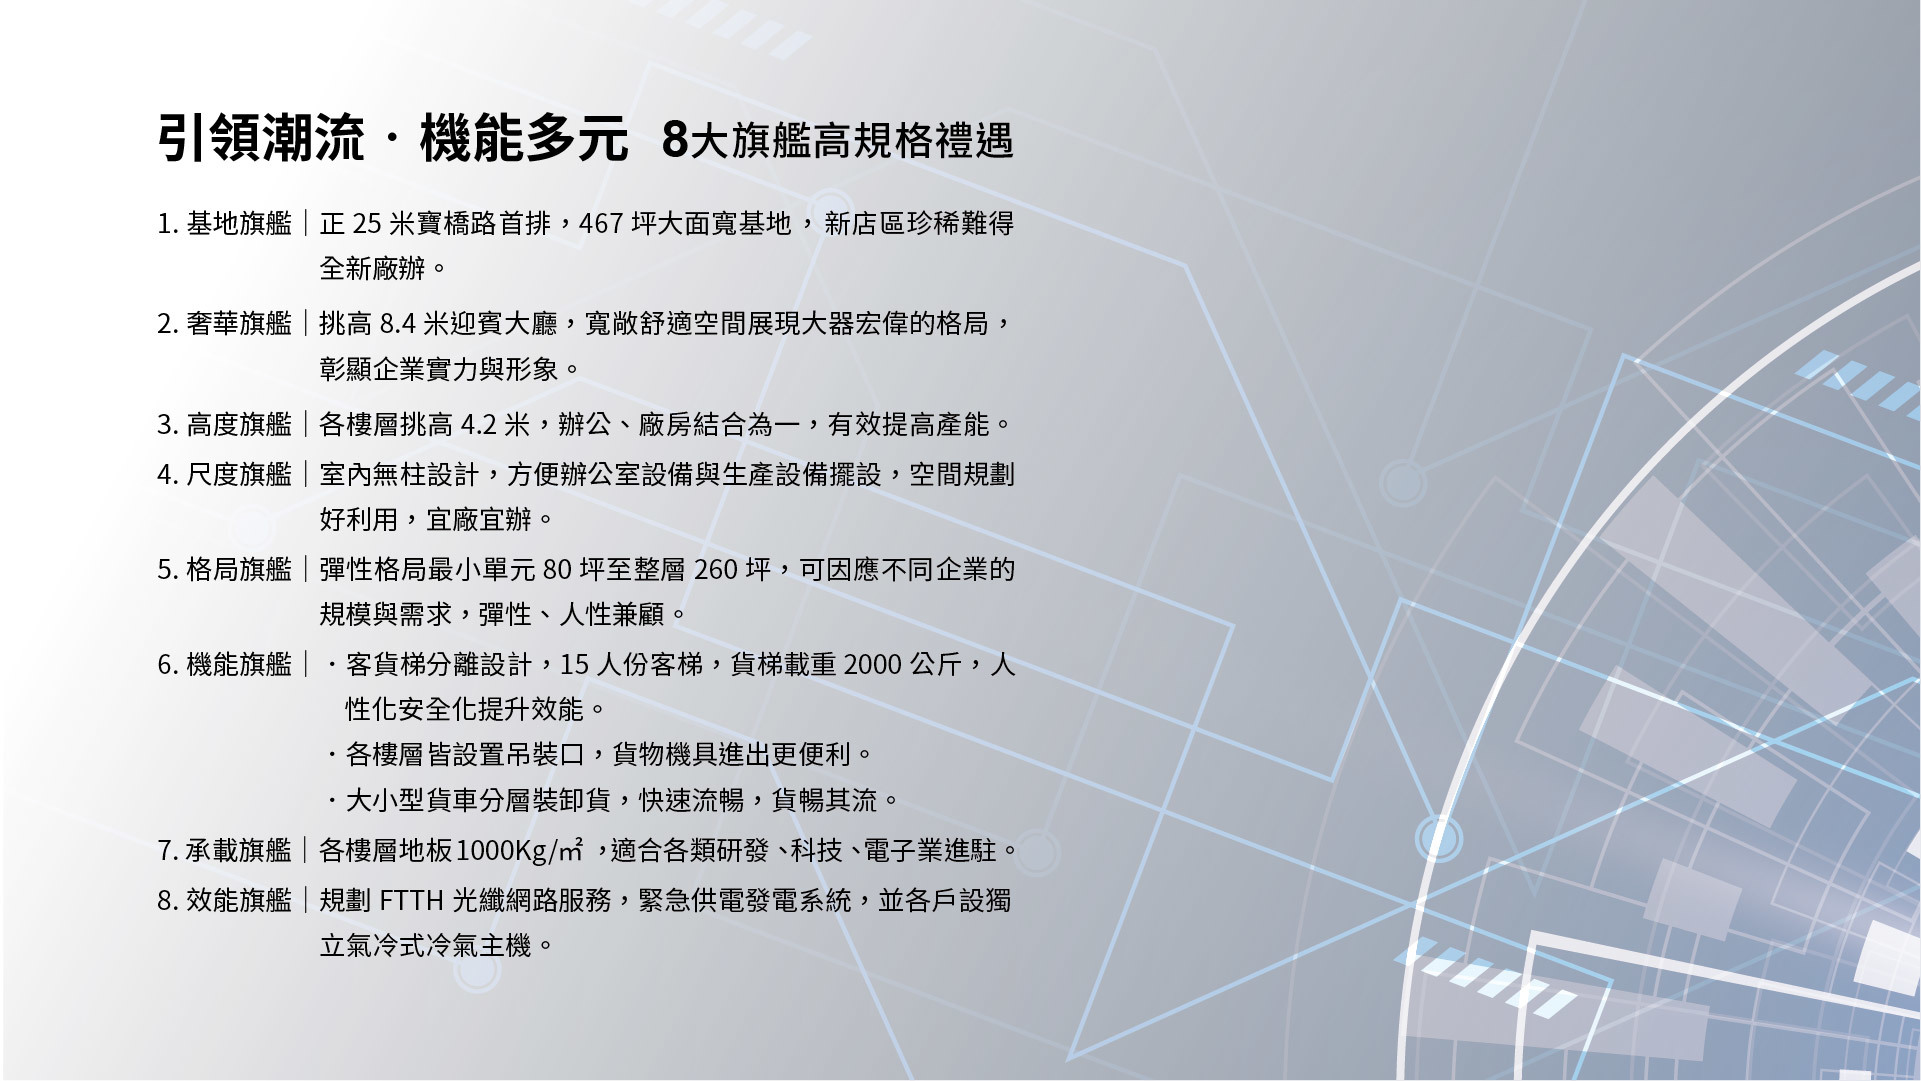 引領潮流・機能多元 8大旗艦高規格禮遇
1. 基地旗艦｜正 25 米寶橋路首排，467 坪大面寬基地，新店區珍稀難得
全新廠辦。
2. 奢華旗艦｜挑高 8.4 米迎賓大廳，寬敞舒適空間展現大器宏偉的格局，
彰顯企業實力與形象。
3. 高度旗艦｜各樓層挑高 4.2 米，辦公、廠房結合為一，有效提高產能。
4. 尺度旗艦｜室內無柱設計，方便辦公室設備與生產設備擺設，空間規劃
好利用，宜廠宜辦。
5. 格局旗艦｜彈性格局最小單元 80 坪至整層 260 坪，可因應不同企業的
規模與需求，彈性、人性兼顧。
6. 機能旗艦｜・客貨梯分離設計，15 人份客梯，貨梯載重 2000 公斤，人
性化安全化提升效能。
・各樓層皆設置吊裝口，貨物機具進出更便利。
・大小型貨車分層裝卸貨，快速流暢，貨暢其流。
7. 承載旗艦｜各樓層地板1000Kg/㎡，適合各類研發、科技、電子業進駐。
8. 效能旗艦｜規劃 FTTH 光纖網路服務，緊急供電發電系統，並各戶設獨
立氣冷式冷氣主機。